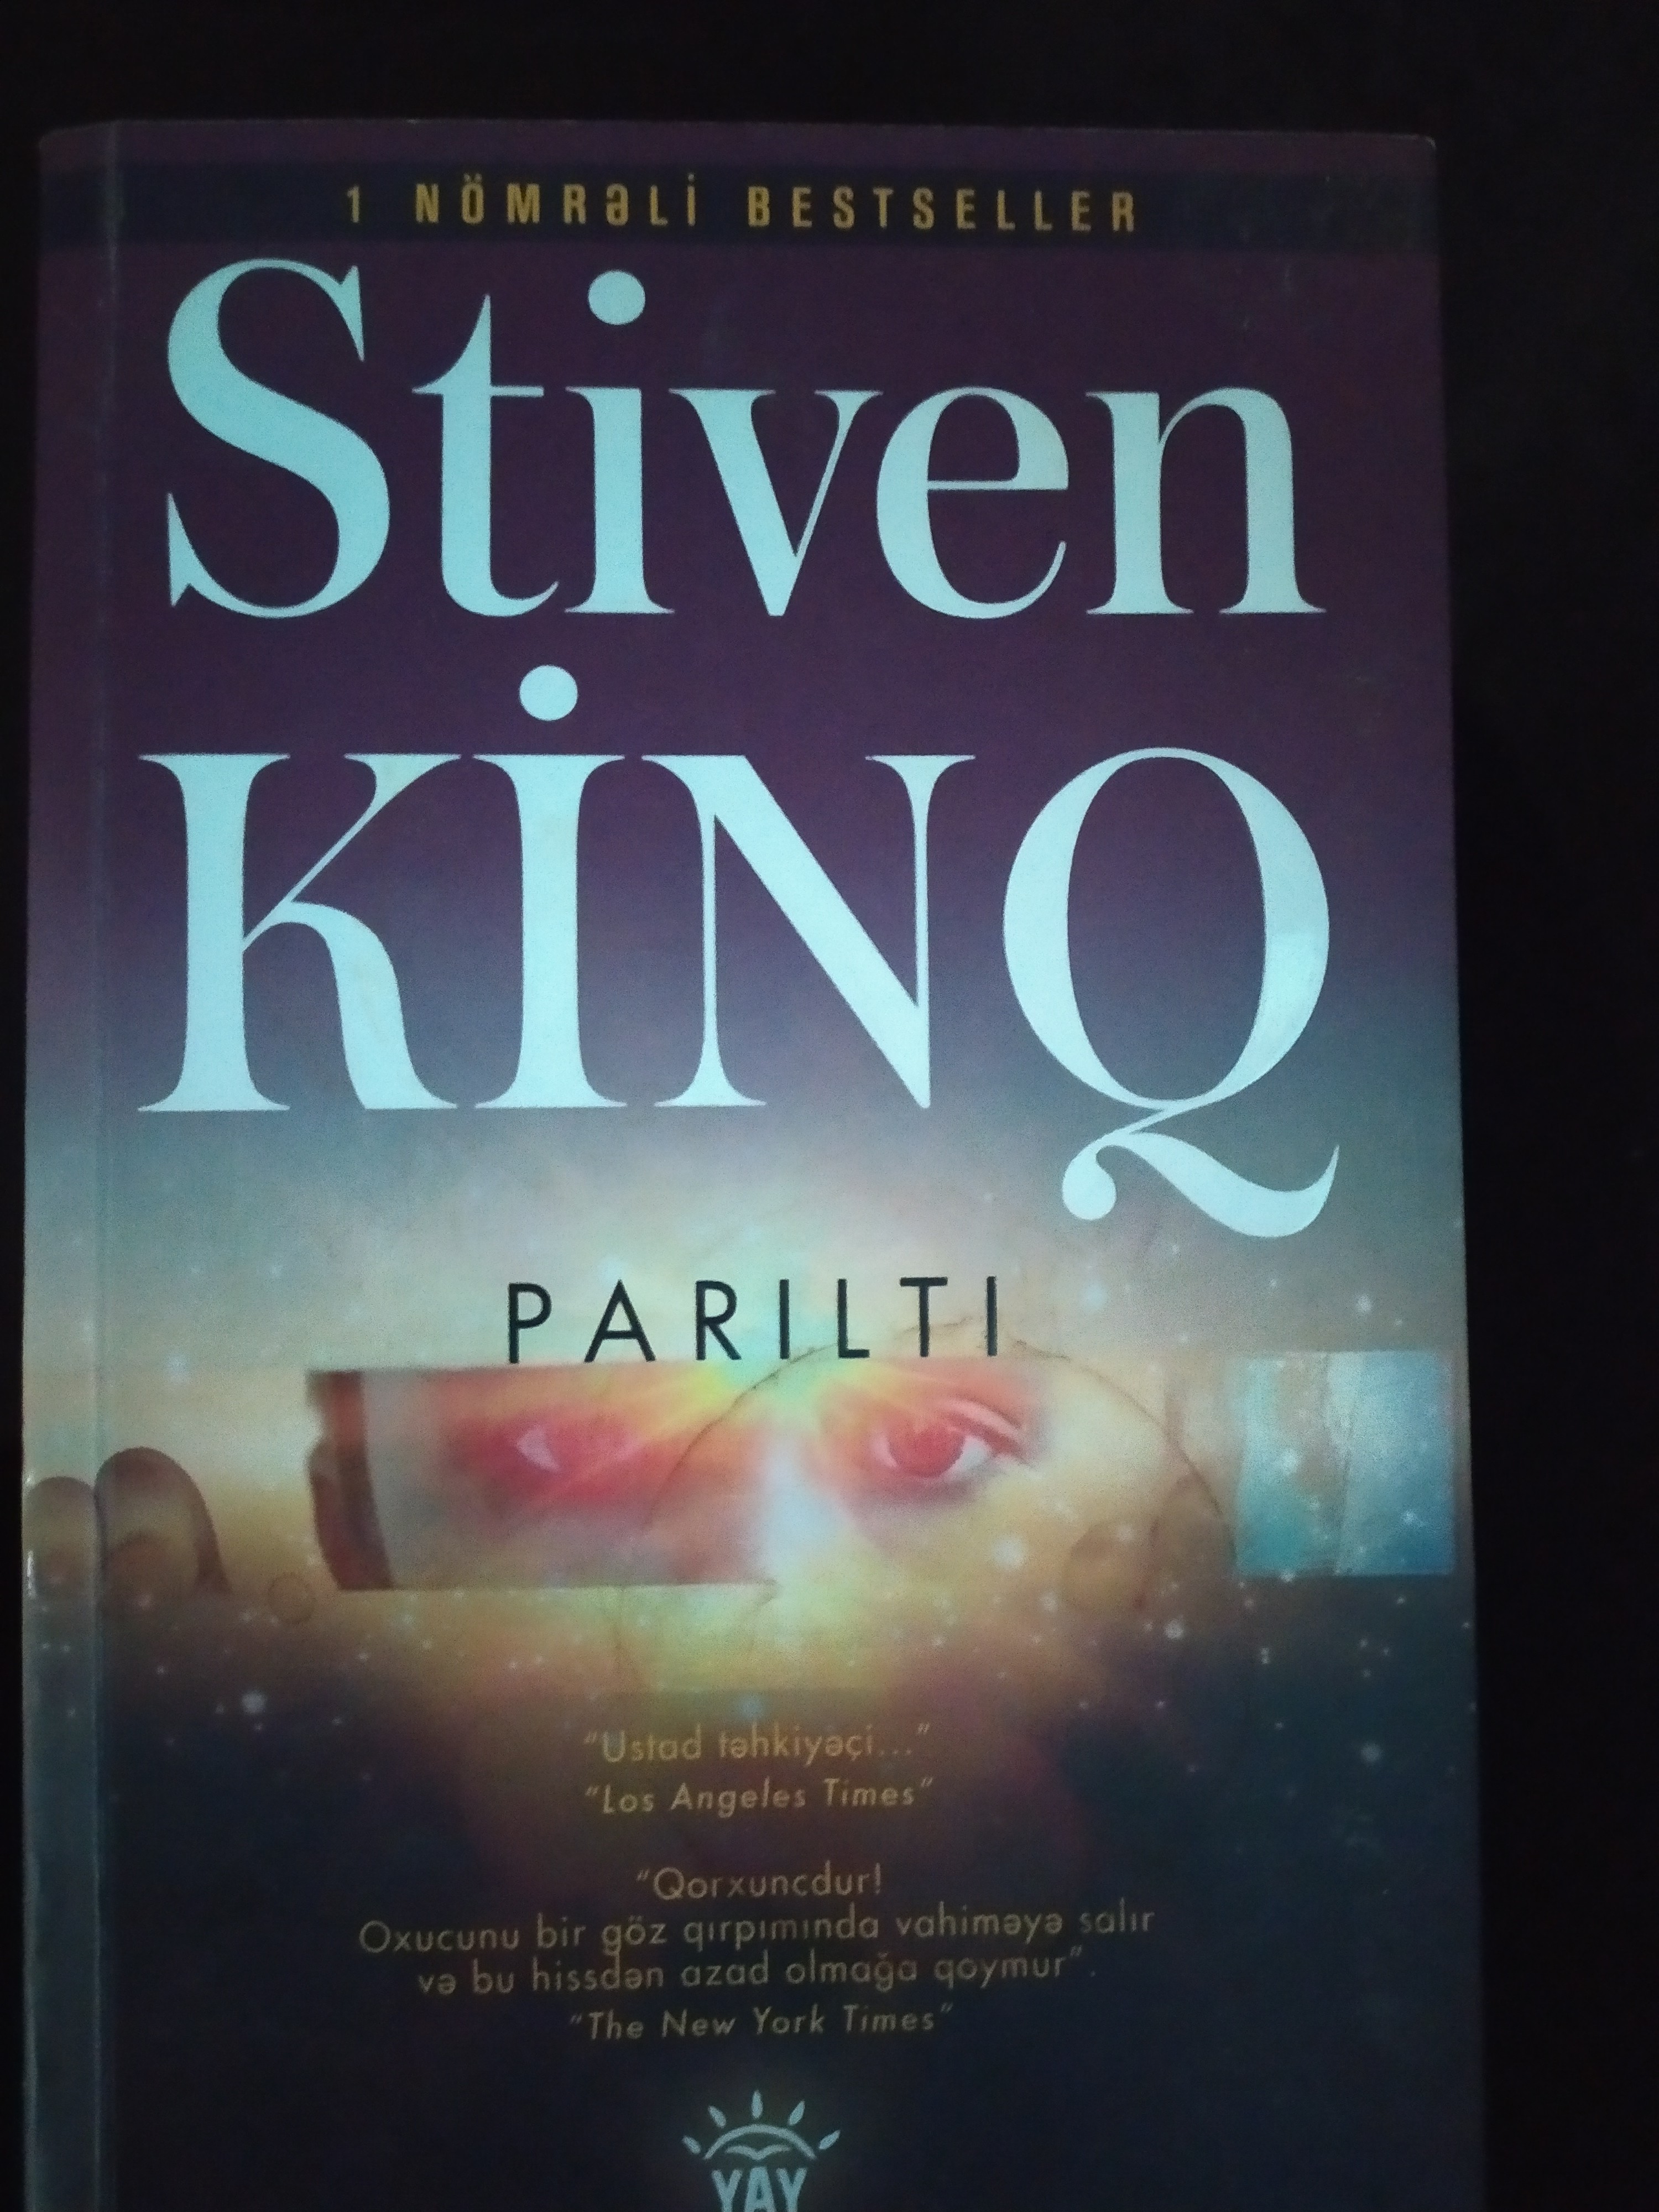 1 NÖMRƏLİ BESTSELLER
Stiven
KİNQ
PARILTI
"Ustad təhkiyəçi..."
"Los Angeles Times"
"Qorxuncdur!
Oxucunu bir göz qırpımında vahiməyə salır
və bu hissdən azad olmağa qoymur".
"The New York Times"
YAY